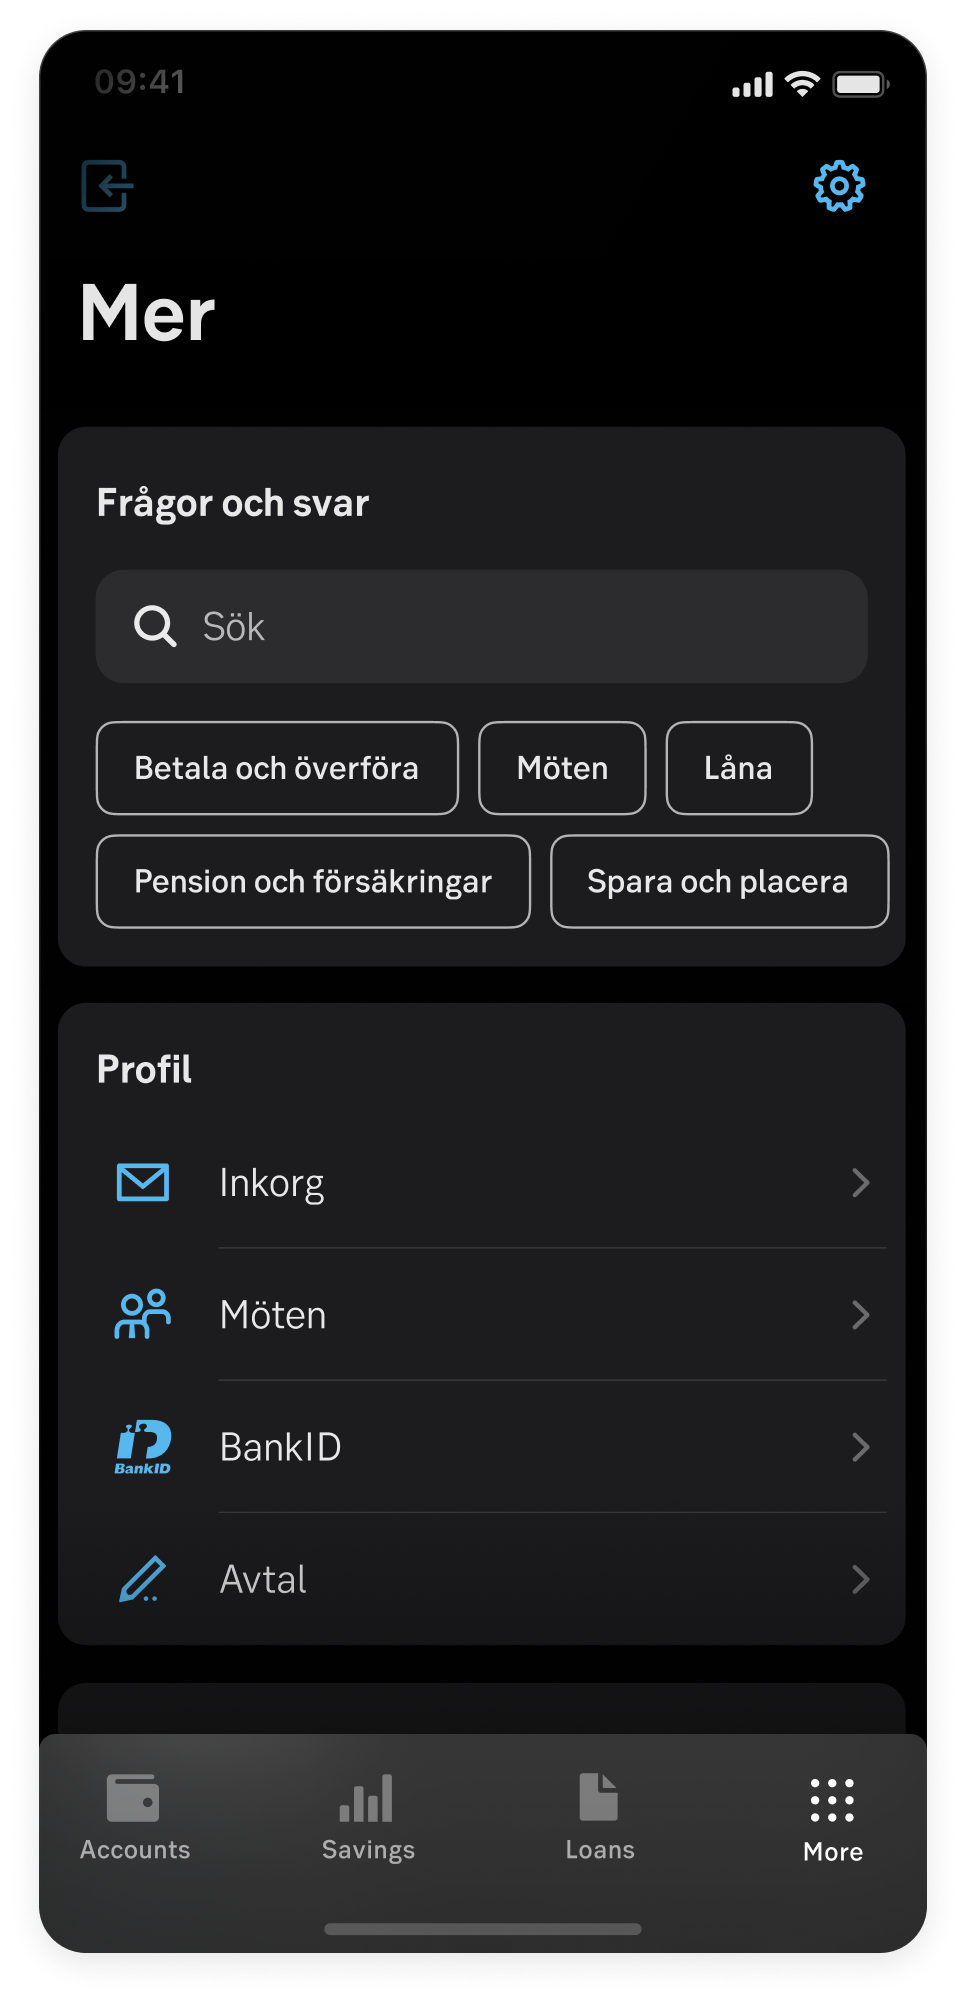 09:41
Mer
Frågor och svar
Sök
Betala och överföra Möten Låna
Pension och försäkringar Spara och placera
Profil
Inkorg
Möten
BankID BankID
Avtal
Accounts Savings Loans More